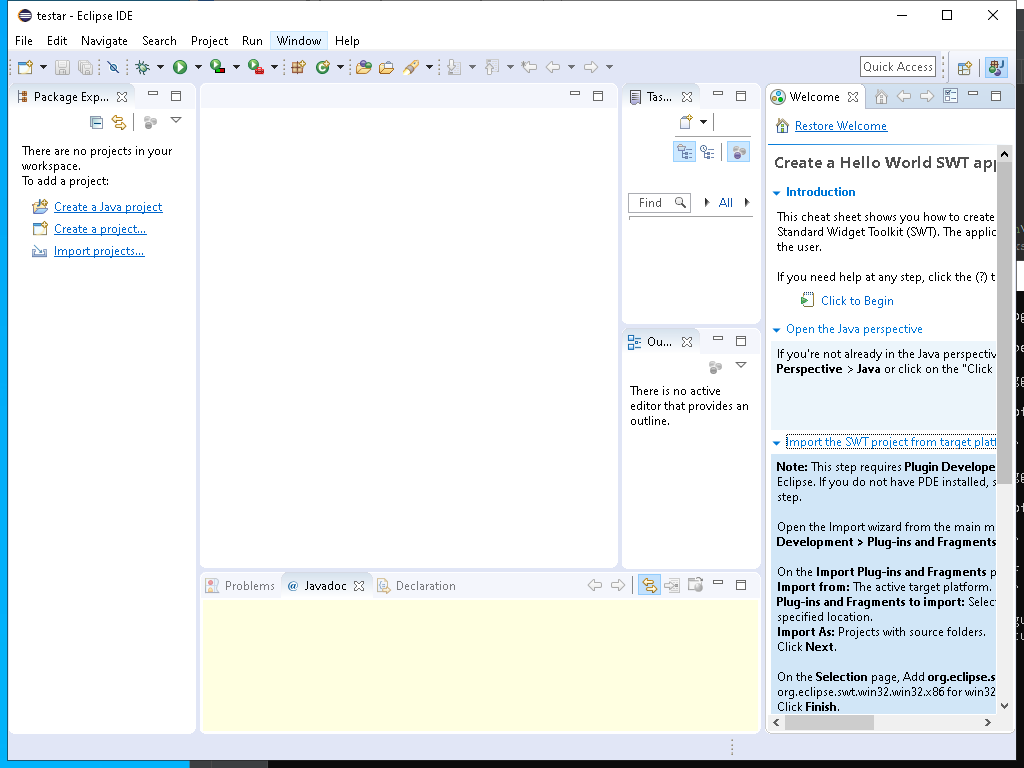 testar - Eclipse IDE
File Edit Navigate Search Project Run Window Help
Quick Access
Package Exp...
There are no projects in your
workspace.
To add a project:
Create a Java project
Create a project...
Import projects...
Tas...
Find
All
Ou...
There is no active
editor that provides an
outline.
Problems
@ Javadoc
Declaration
Welcome
Restore Welcome
Create a Hello World SWT app
Introduction
This cheat sheet shows you how to create
Standard Widget Toolkit (SWT). The applic
the user.
If you need help at any step, click the (?) t
Click to Begin
Open the Java perspective
If you're not already in the Java perspectiv
Perspective > Java or click on the "Click
Import the SWT project from target platf
Note: This step requires Plugin Develope
Eclipse. If you do not have PDE installed, s
step.
Open the Import wizard from the main m
Development > Plug-ins and Fragments
On the Import Plug-ins and Fragments p
Import from: The active target platform.
Plug-ins and Fragments to import: Selec
specified location.
Import As: Projects with source folders.
Click Next.
On the Selection page, Add org.eclipse.s
org.eclipse.swt.win32.win32.x86 for win32
Click Finish.